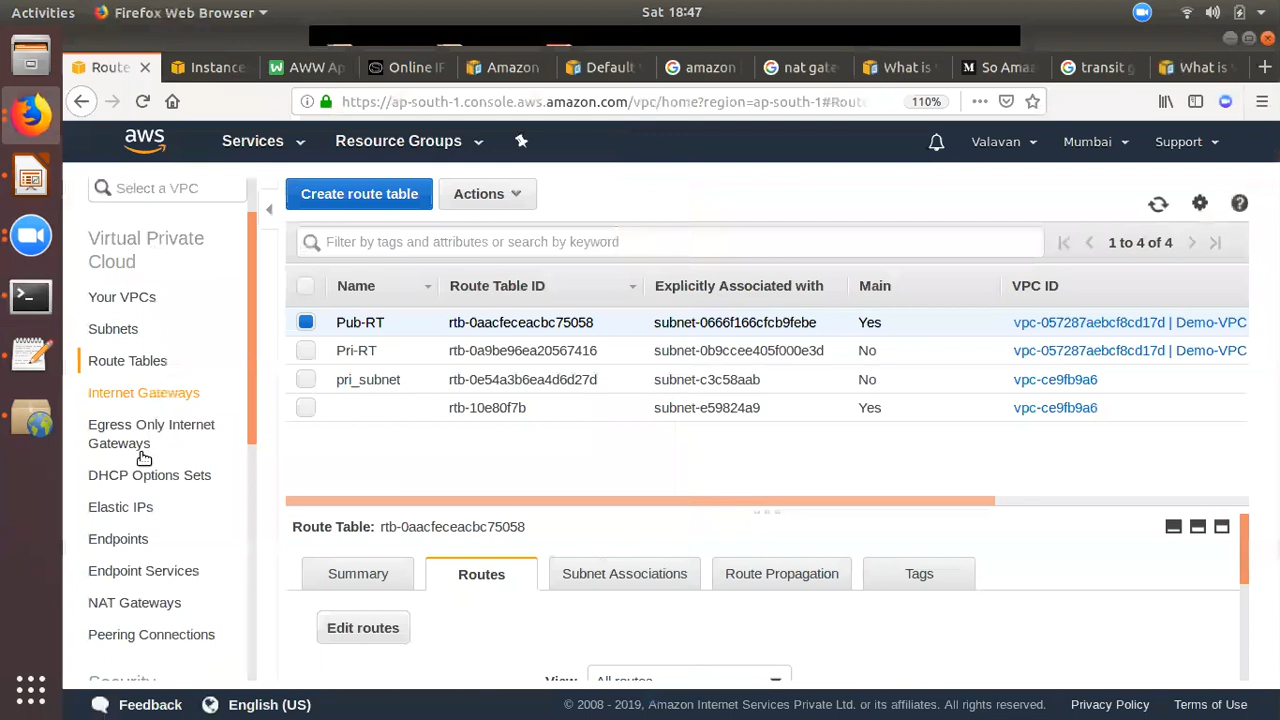 Activities
Firefox Web Browser
Sat 18:47
Route
Instance
AWW Ap
Online IF
Amazon
Default
amazon
nat gate
What is
So Ama
transit g
What is
https://ap-south-1.console.aws.amazon.com/vpc/home?region=ap-south-1#Rout
110%
aws
Services
Resource Groups
Valavan
Mumbai
Support
Select a VPC
Virtual Private
Cloud
Your VPCs
Subnets
Route Tables
Internet Gateways
Egress Only Internet
Gateways
DHCP Options Sets
Elastic IPs
Endpoints
Endpoint Services
NAT Gateways
Peering Connections
Security
Create route table
Actions
Filter by tags and attributes or search by keyword
1 to 4 of 4
Name Route Table ID Explicitly Associated with Main VPC ID
Pub-RT rtb-0aacfeceacbc75058 subnet-0666f166cfcb9febe Yes vpc-057287aebcf8cd17d | Demo-VPC
Pri-RT rtb-0a9be96ea20567416 subnet-0b9ccee405f000e3d No vpc-057287aebcf8cd17d | Demo-VPC
pri_subnet rtb-0e54a3b6ea4d6d27d subnet-c3c58aab No vpc-ce9fb9a6
rtb-10e80f7b subnet-e59824a9 Yes vpc-ce9fb9a6
Route Table: rtb-0aacfeceacbc75058
Summary
Routes
Subnet Associations
Route Propagation
Tags
Edit routes
View All routes
Feedback
English (US)
© 2008 - 2019, Amazon Internet Services Private Ltd. or its affiliates. All rights reserved.
Privacy Policy
Terms of Use